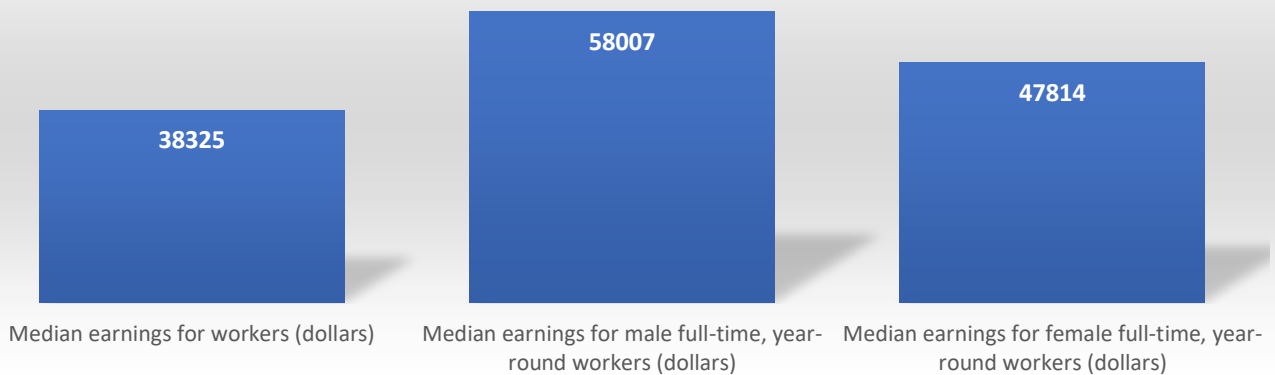 58007
47814
38325
Median earnings for workers (dollars)
Median earnings for male full-time, year-
round workers (dollars)
Median earnings for female full-time, year-
round workers (dollars)